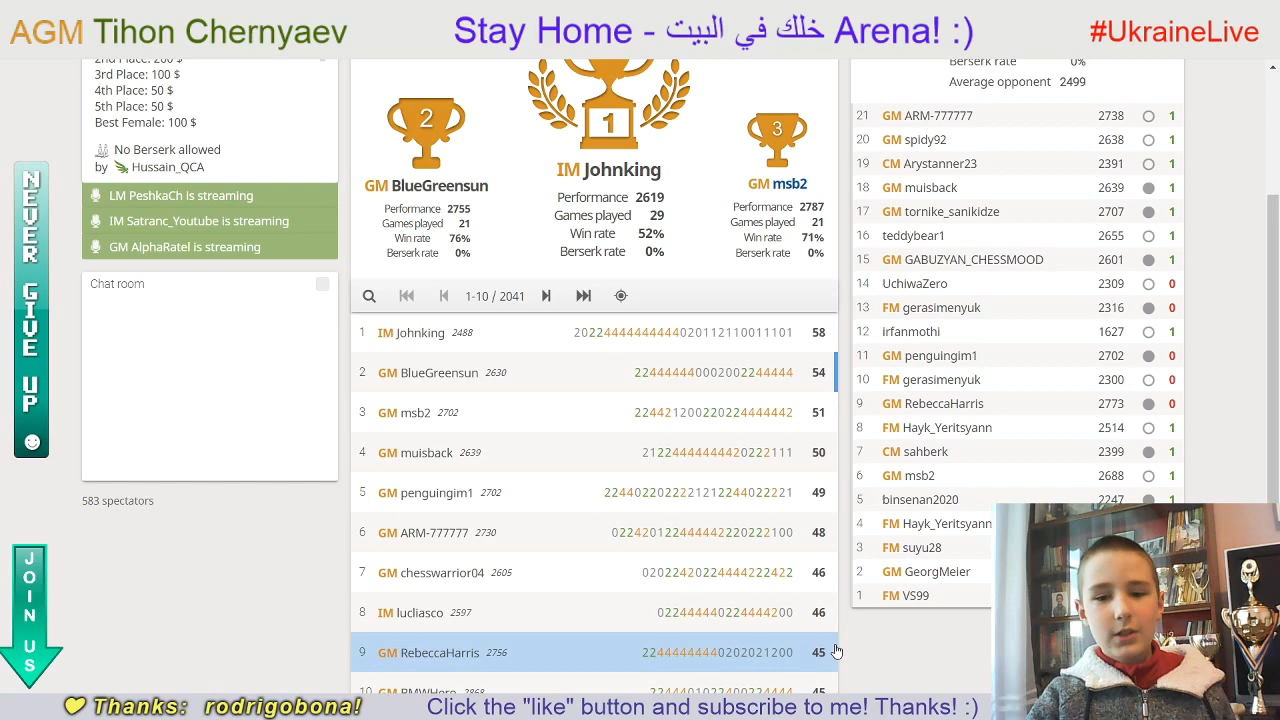 AGM Tihon Chernyaev
Stay Home - خلك في البيت Arena! :)
#UkraineLive
NEVER GIVE UP
JOIN US
3rd Place: 100 $
4th Place: 50 $
5th Place: 50 $
Best Female: 100 $
No Berserk allowed
by Hussain_QCA
LM PeshkaCh is streaming
IM Satranc_Youtube is streaming
GM AlphaRatel is streaming
Chat room
583 spectators
2
GM BlueGreensun
Performance 2755
Games played 21
Win rate 76%
Berserk rate 0%
1
IM Johnking
Performance 2619
Games played 29
Win rate 52%
Berserk rate 0%
3
GM msb2
Performance 2787
Games played 21
Win rate 71%
Berserk rate 0%
1-10 / 2041
1 IM Johnking 2488 20224444444444020112110011101 58
2 GM BlueGreensun 2630 224444440002002244444 54
3 GM msb2 2702 224421200220224444442 51
4 GM muisback 2639 21224444444420222111 50
5 GM penguingim1 2702 2244022022221212244022221 49
6 GM ARM-777777 2730 0224201224444422202 2100 48
7 GM chesswarrior04 2605 020224202244442224 22 46
8 IM lucliasco 2597 0224444402244444200 46
9 GM RebeccaHarris 2756 224444444402020212 00 45
Berserk rate 0%
Average opponent 2499
21 GM ARM-777777 2738 1
20 GM spidy92 2638 1
19 CM Arystanner23 2391 1
18 GM muisback 2639 1
17 GM tornike_sanikidze 2707 1
16 teddybear1 2655 1
15 GM GABUZYAN_CHESSMOOD 2601 1
14 UchiwaZero 2309 0
13 FM gerasimenyuk 2316 0
12 irfanmothi 1627 1
11 GM penguingim1 2702 0
10 FM gerasimenyuk 2300 0
9 GM RebeccaHarris 2773 0
8 FM Hayk_Yeritsyann 2514 1
7 CM sahberk 2399 1
6 GM msb2 2688 1
5 binsenan2020 2247 1
4 FM Hayk_Yeritsyann
3 FM suyu28
2 GM GeorgMeier
1 FM VS99
Thanks: rodrigobona!
Click the "like" button and subscribe to me! Thanks! :)